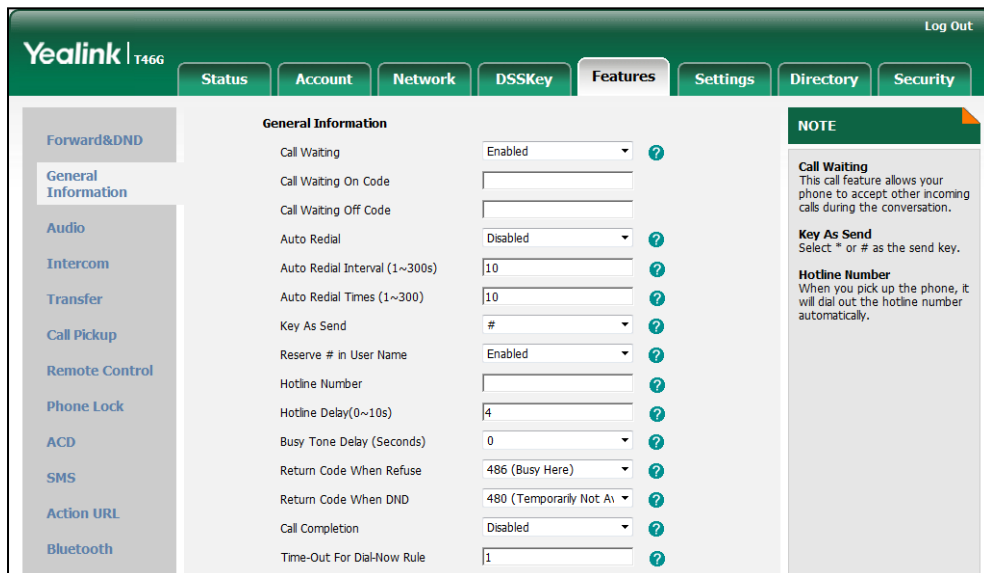 Log Out
Yealink | T46G
Status Account Network DSSKey Features Settings Directory Security
Forward&DND
General
Information
Audio
Intercom
Transfer
Call Pickup
Remote Control
Phone Lock
ACD
SMS
Action URL
Bluetooth
General Information
Call Waiting Enabled ?
Call Waiting On Code
Call Waiting Off Code
Auto Redial Disabled ?
Auto Redial Interval (1~300s) 10 ?
Auto Redial Times (1~300) 10 ?
Key As Send # ?
Reserve # in User Name Enabled ?
Hotline Number ?
Hotline Delay(0~10s) 4 ?
Busy Tone Delay (Seconds) 0 ?
Return Code When Refuse 486 (Busy Here) ?
Return Code When DND 480 (Temporarily Not Av ?
Call Completion Disabled ?
Time-Out For Dial-Now Rule 1 ?
NOTE
Call Waiting
This call feature allows your
phone to accept other incoming
calls during the conversation.
Key As Send
Select * or # as the send key.
Hotline Number
When you pick up the phone, it
will dial out the hotline number
automatically.